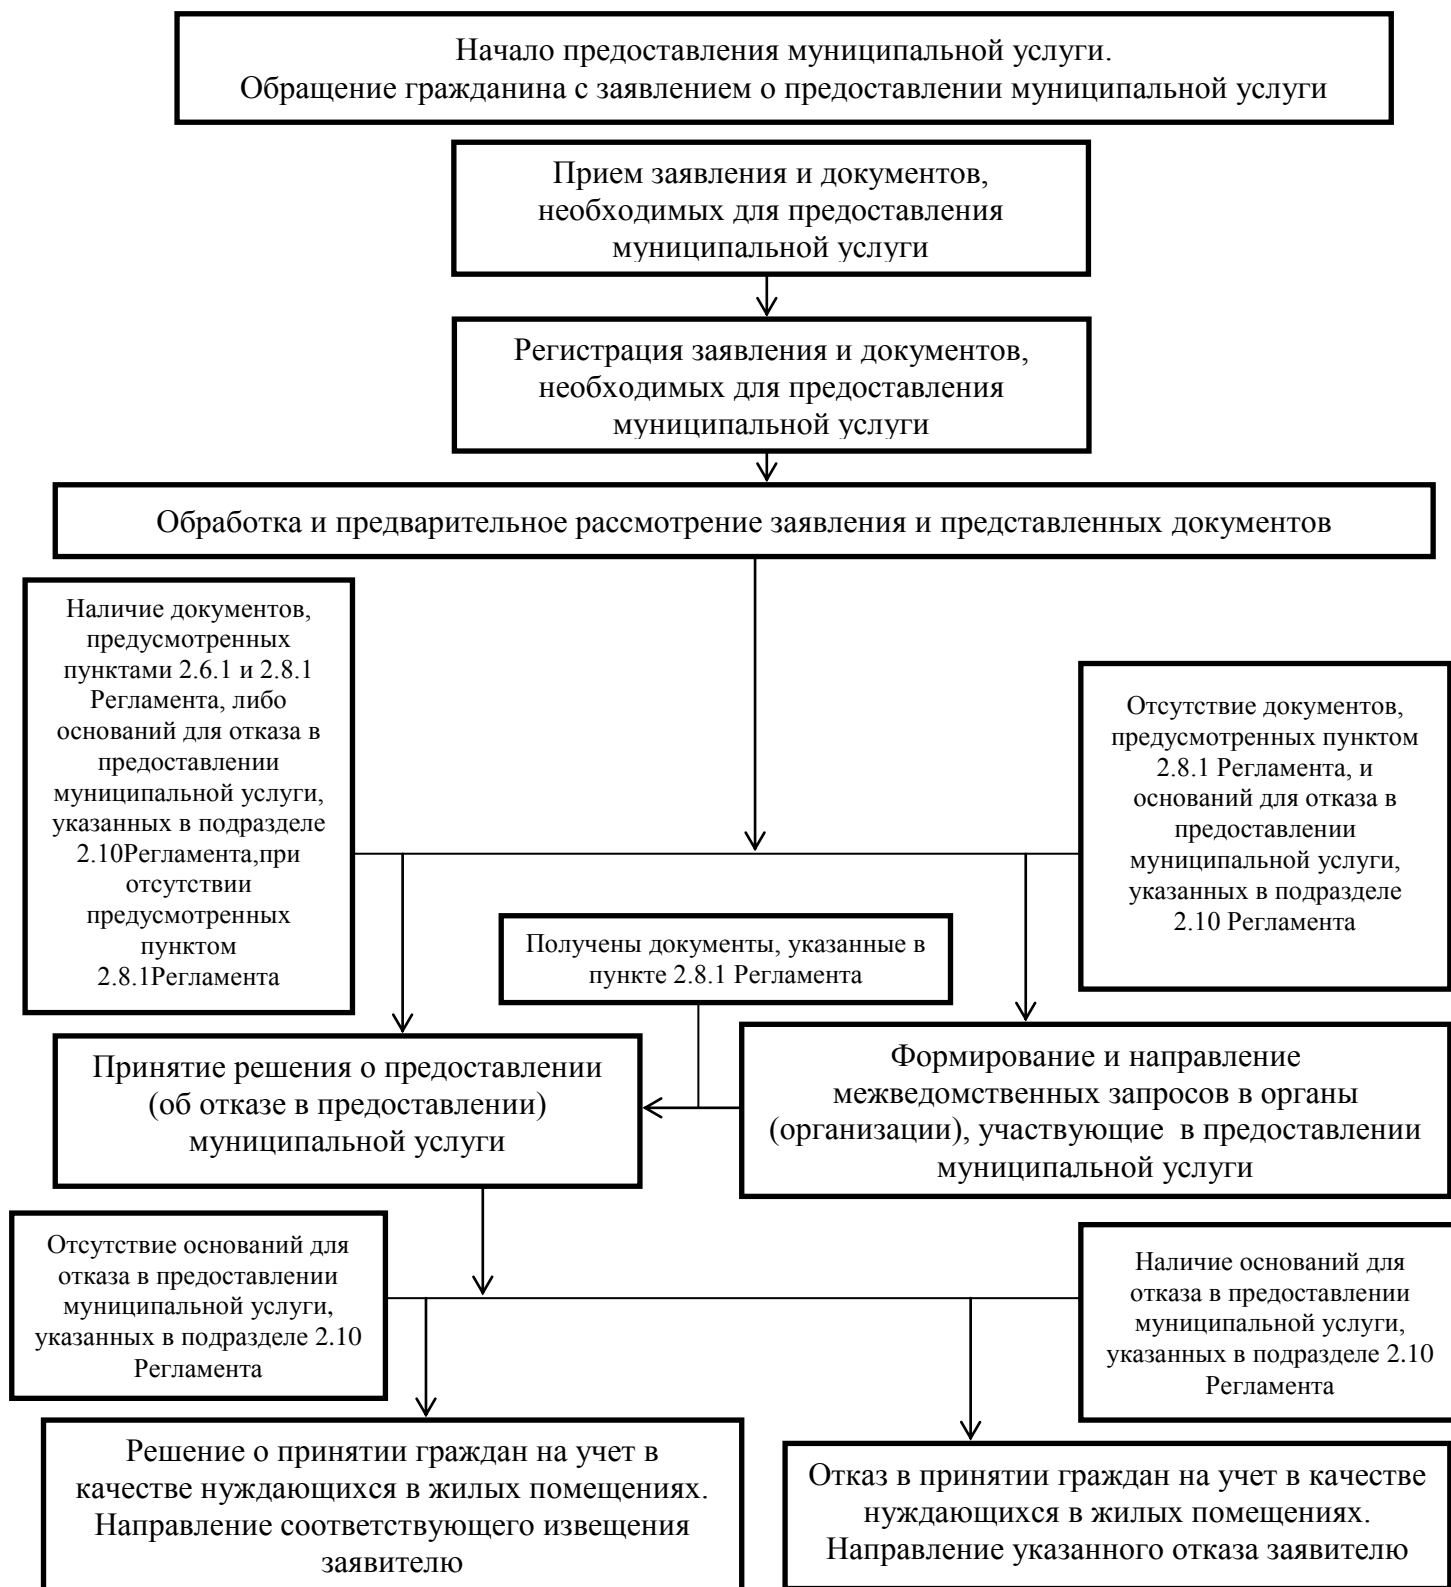 Начало предоставления муниципальной услуги.
Обращение гражданина с заявлением о предоставлении муниципальной услуги
Прием заявления и документов,
необходимых для предоставления
муниципальной услуги
Регистрация заявления и документов,
необходимых для предоставления
муниципальной услуги
Обработка и предварительное рассмотрение заявления и представленных документов
Наличие документов,
предусмотренных
пунктами 2.6.1 и 2.8.1
Регламента, либо
оснований для отказа в
предоставлении
муниципальной услуги,
указанных в подразделе
2.10Регламента,при
отсутствии
предусмотренных
пунктом
2.8.1Регламента
Отсутствие документов,
предусмотренных пунктом
2.8.1 Регламента, и
оснований для отказа в
предоставлении
муниципальной услуги,
указанных в подразделе
2.10 Регламента
Получены документы, указанные в
пункте 2.8.1 Регламента
Принятие решения о предоставлении
(об отказе в предоставлении)
муниципальной услуги
Формирование и направление
межведомственных запросов в органы
(организации), участвующие  в предоставлении
муниципальной услуги
Отсутствие оснований для
отказа в предоставлении
муниципальной услуги,
указанных в подразделе 2.10
Регламента
Наличие оснований для
отказа в предоставлении
муниципальной услуги,
указанных в подразделе 2.10
Регламента
Решение о принятии граждан на учет в
качестве нуждающихся в жилых помещениях.
Направление соответствующего извещения
заявителю
Отказ в принятии граждан на учет в качестве
нуждающихся в жилых помещениях.
Направление указанного отказа заявителю